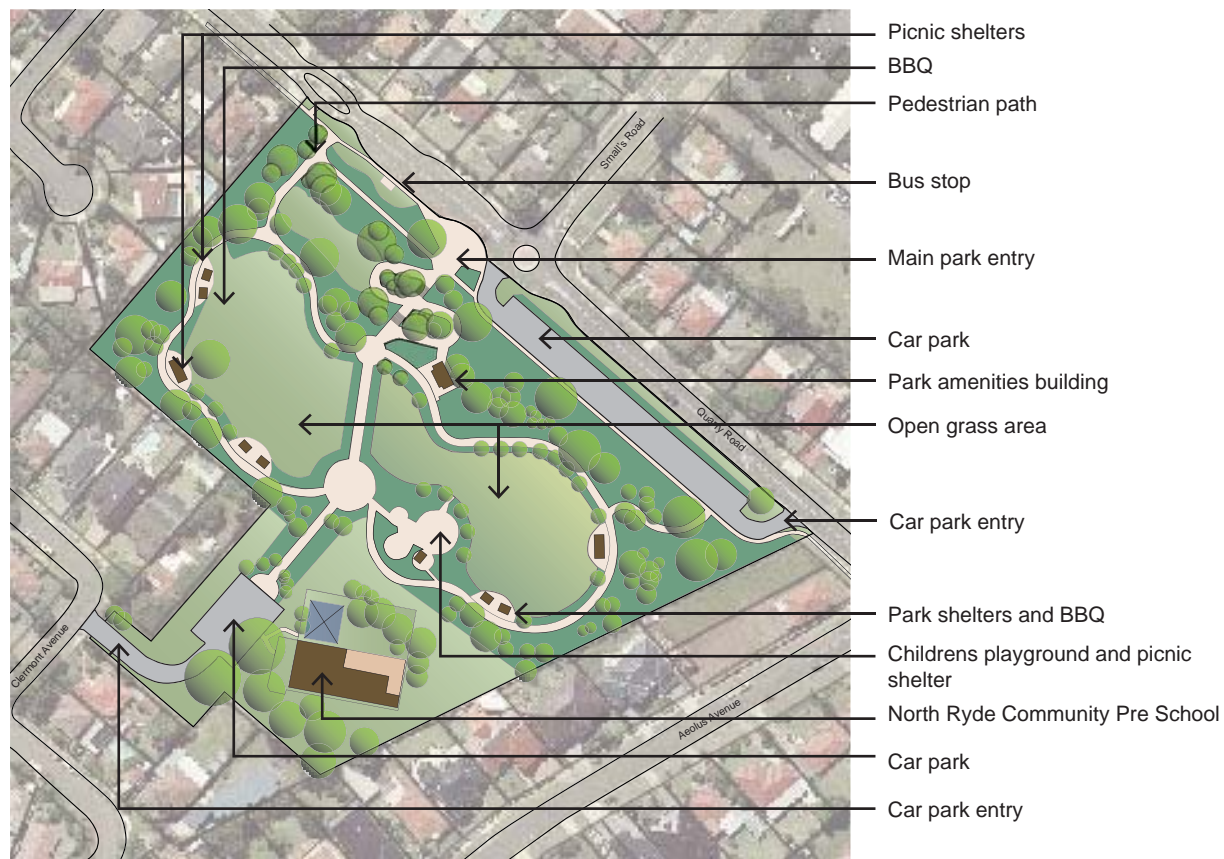 Picnic shelters
BBQ
Pedestrian path
Bus stop
Main park entry
Car park
Park amenities building
Open grass area
Car park entry
Park shelters and BBQ
Childrens playground and picnic
shelter
North Ryde Community Pre School
Car park
Car park entry
Small's Road
Quarry Road
Clermont Avenue
Aeolus Avenue